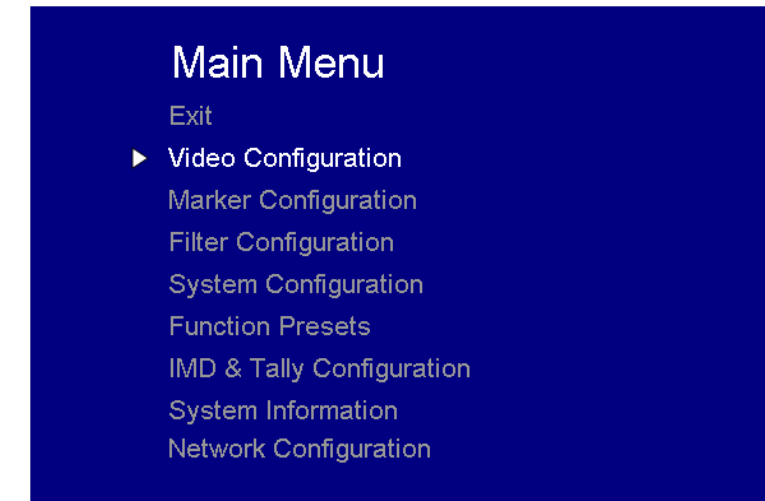 Main Menu
Exit
Video Configuration
Marker Configuration
Filter Configuration
System Configuration
Function Presets
IMD & Tally Configuration
System Information
Network Configuration